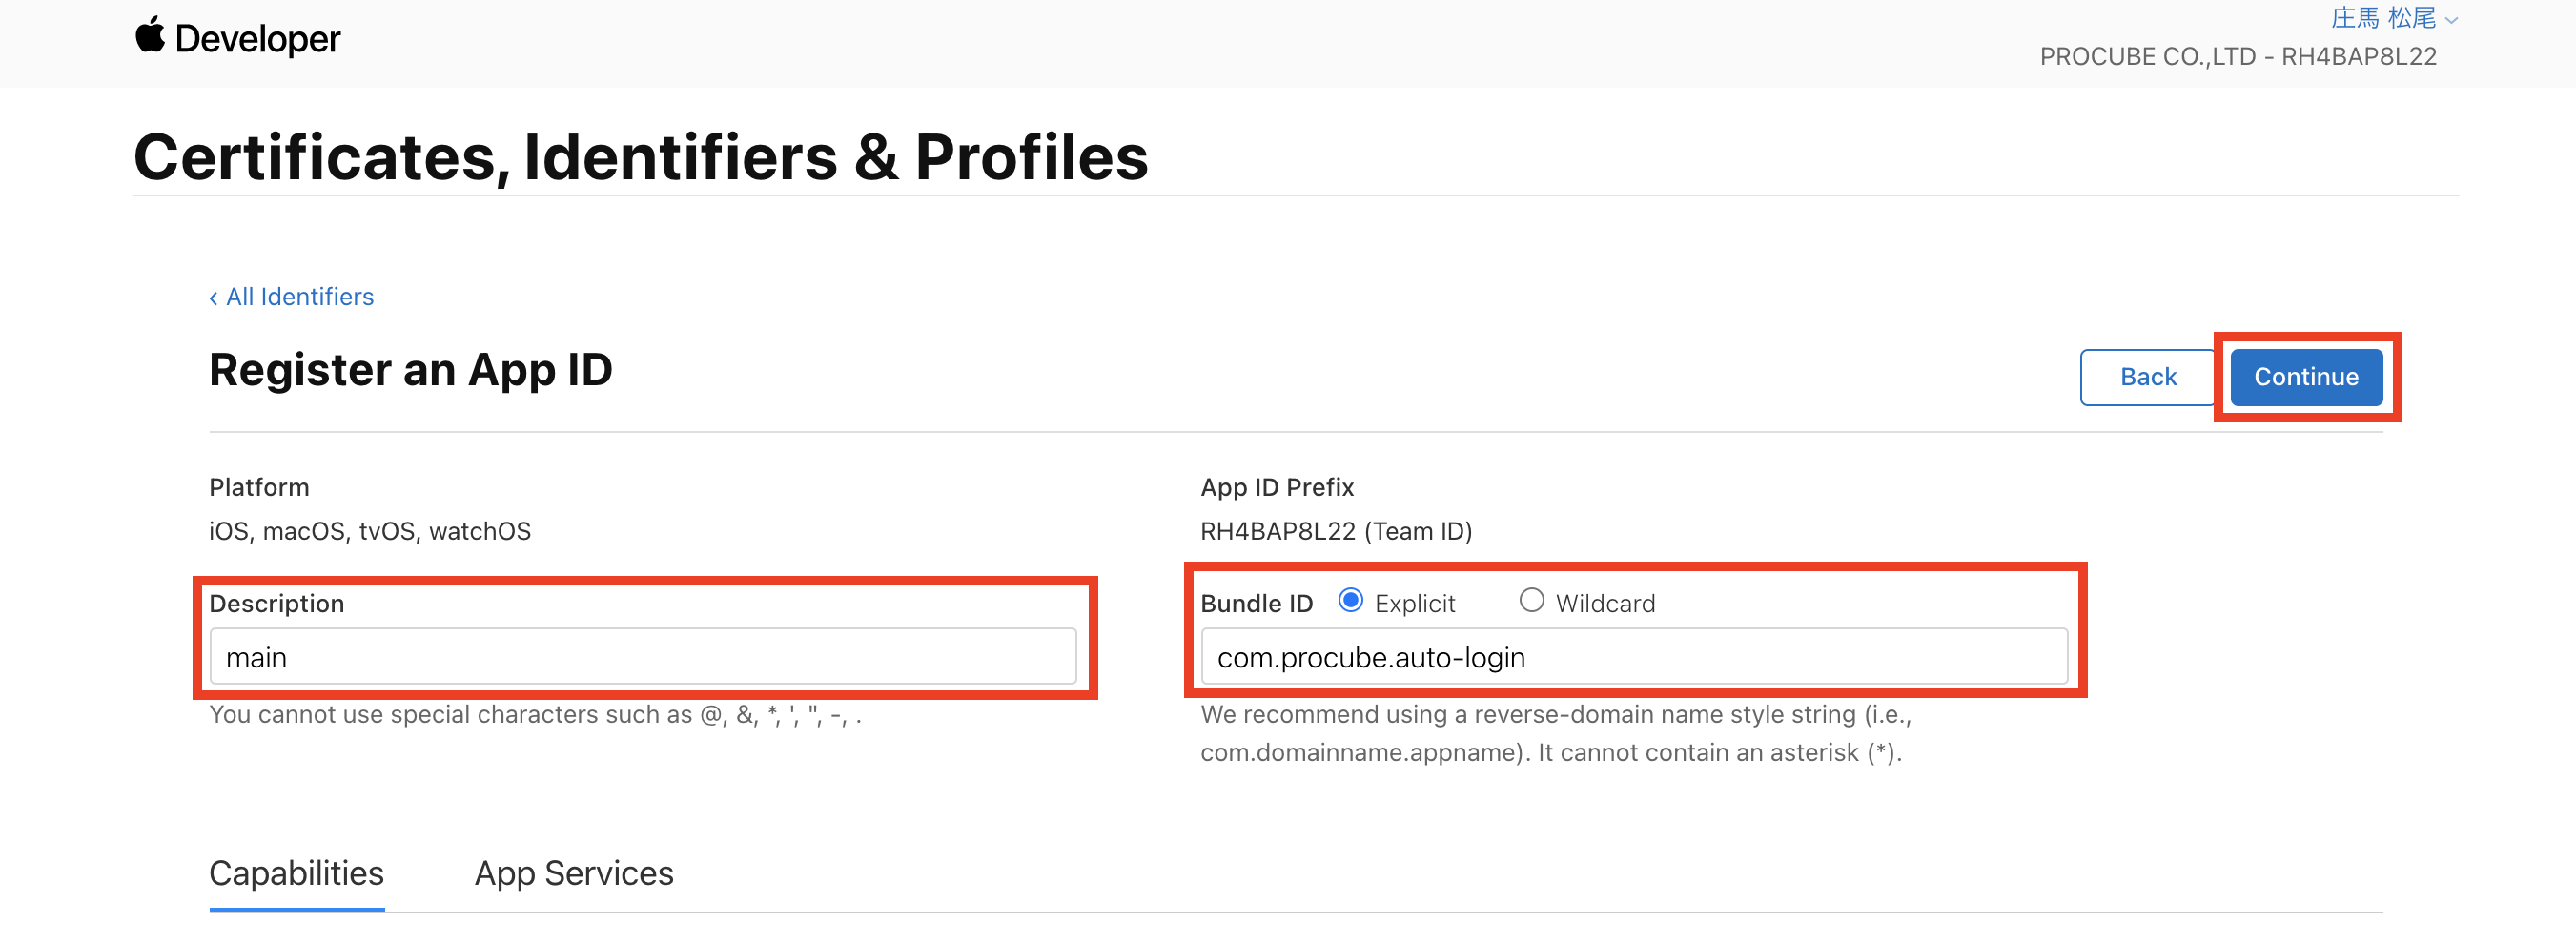 Developer
庄馬 松尾
PROCUBE CO.,LTD - RH4BAP8L22
Certificates, Identifiers & Profiles
‹ All Identifiers
Register an App ID
Back
Continue
Platform
App ID Prefix
iOS, macOS, tvOS, watchOS
RH4BAP8L22 (Team ID)
Description
Bundle ID Explicit Wildcard
main
com.procube.auto-login
You cannot use special characters such as @, &, *, ', ", -, .
We recommend using a reverse-domain name style string (i.e.,
com.domainname.appname). It cannot contain an asterisk (*).
Capabilities
App Services